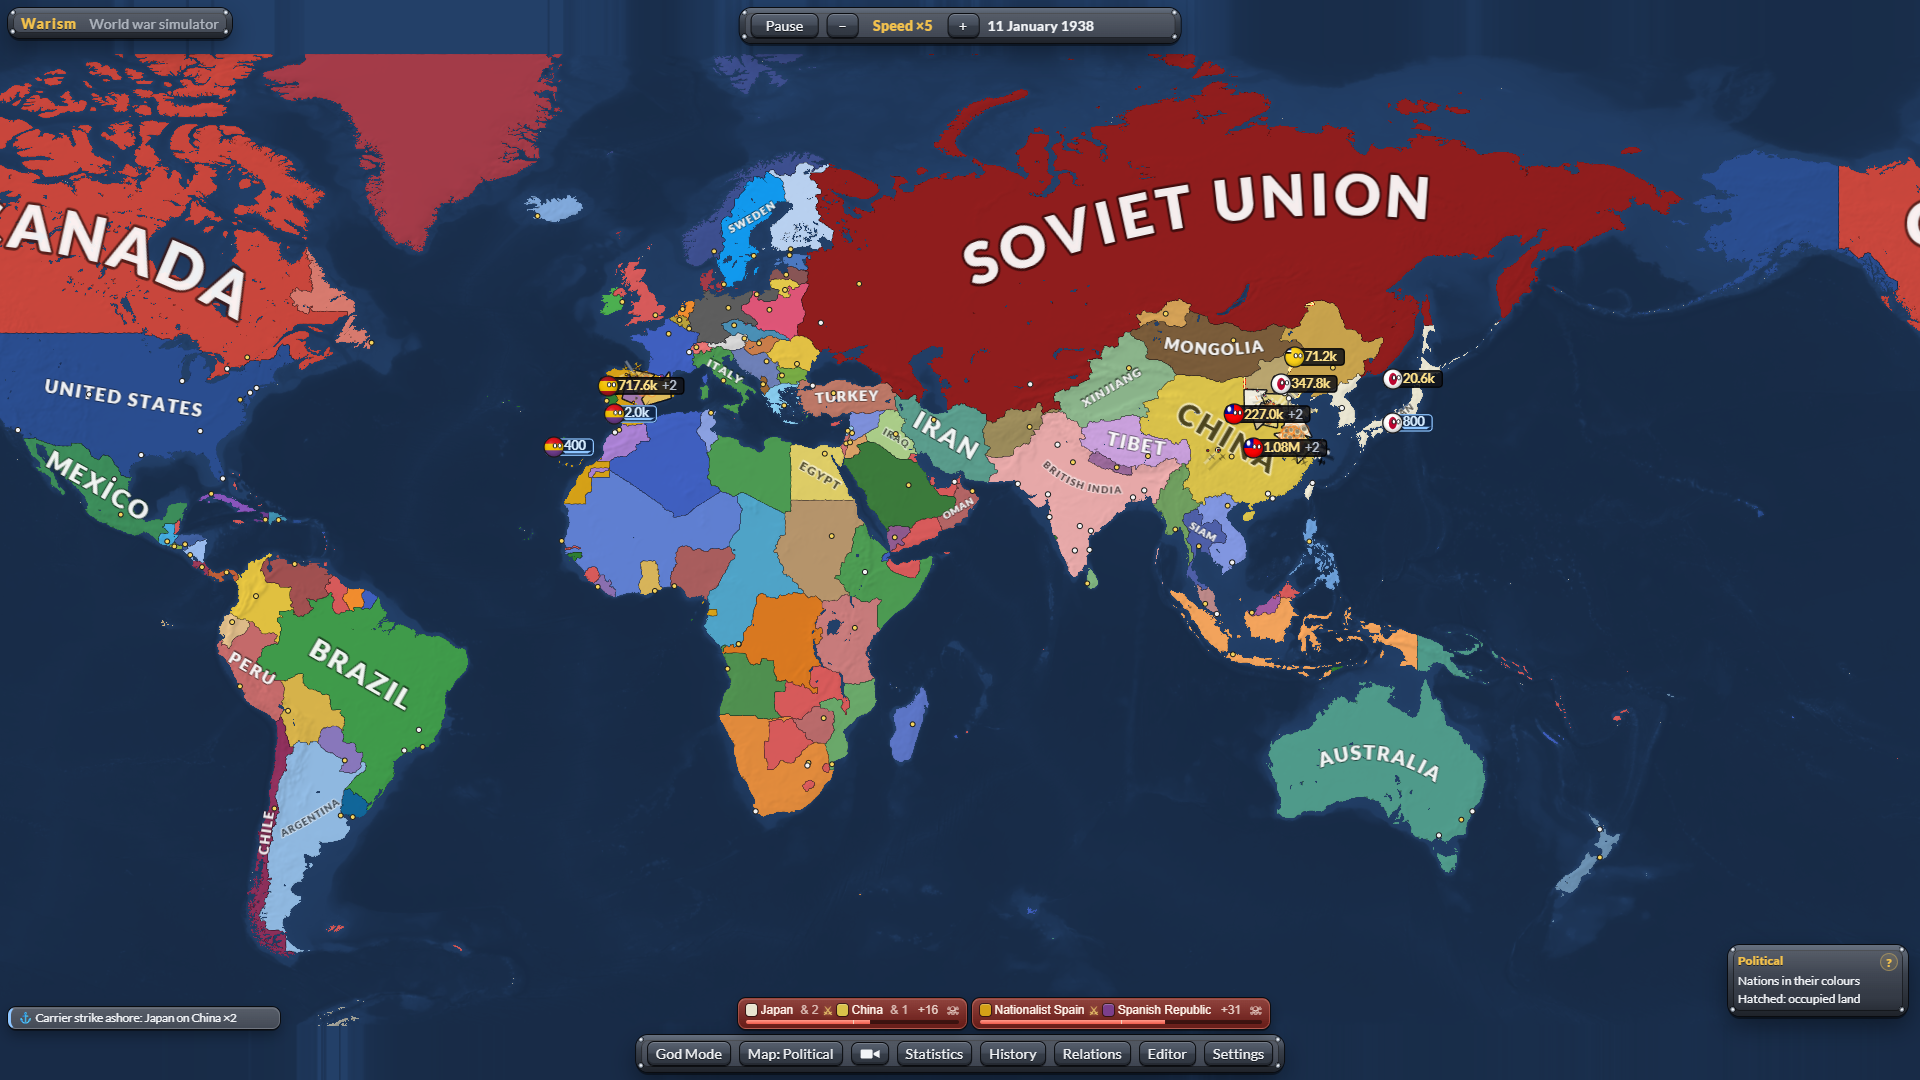 Warism World war simulator
Pause
−
Speed ×5
+
11 January 1938
CANADA
SOVIET UNION
SWEDEN
UNITED STATES
MEXICO
ITALY
TURKEY
IRAQ
IRAN
EGYPT
OMAN
MONGOLIA
XINJIANG
TIBET
CHINA
BRITISH INDIA
SIAM
717.6k +2
2.0k
400
71.2k
347.8k
20.6k
227.0k +2
800
1.08M +2
BRAZIL
PERU
CHILE
ARGENTINA
AUSTRALIA
Political
?
Nations in their colours
Hatched: occupied land
Carrier strike ashore: Japan on China ×2
Japan & 2 China & 1 +16
Nationalist Spain Spanish Republic +31
God Mode
Map: Political
Statistics
History
Relations
Editor
Settings